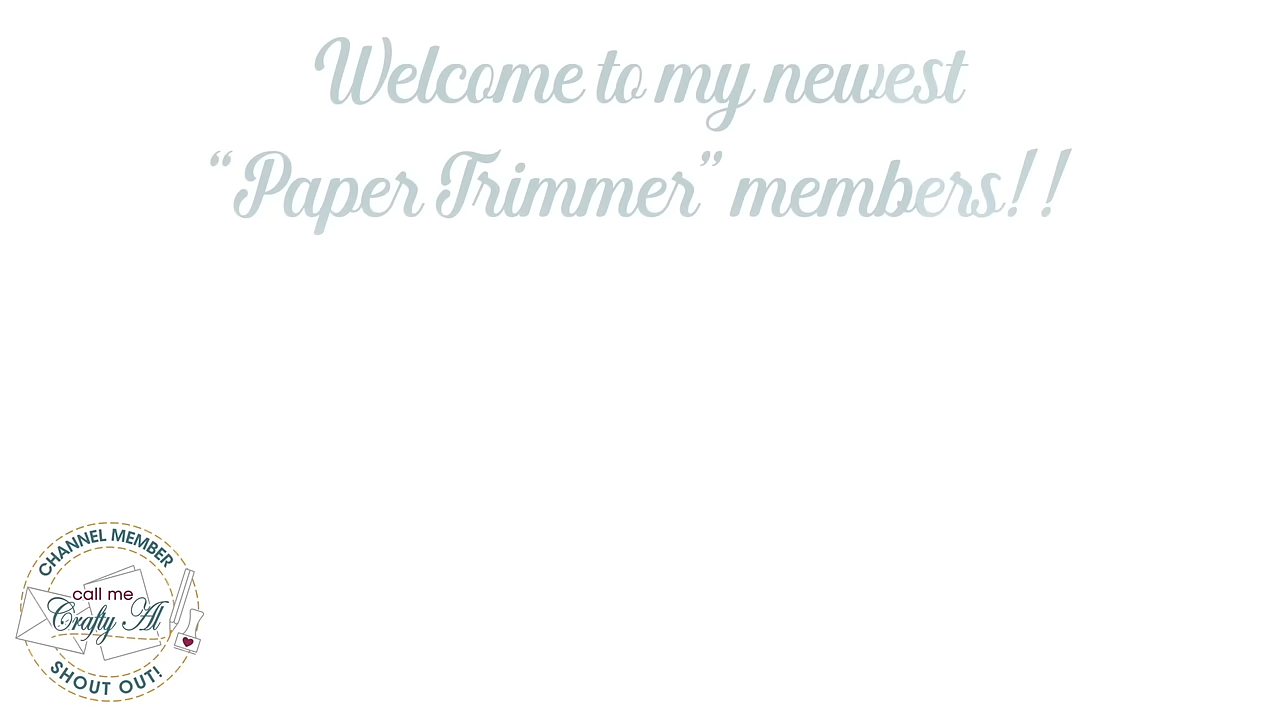 Welcome to my newest
“Paper Trimmer” members!!
CHANNEL MEMBER
call me
Crafty Al
SHOUT OUT!